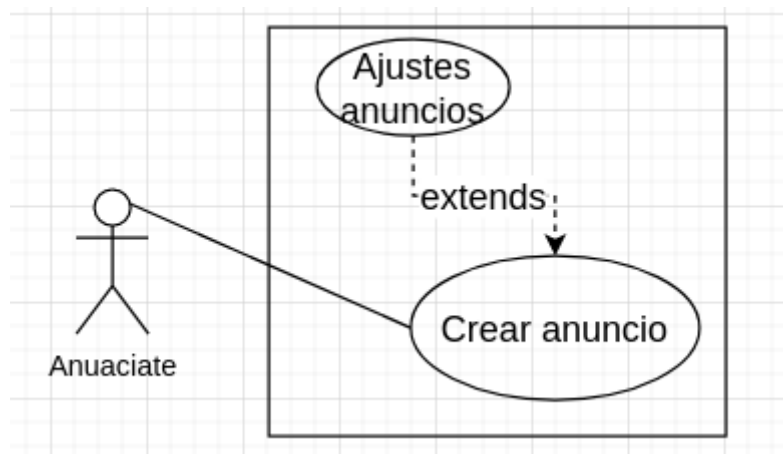 Ajustes
anuncios
extends
Crear anuncio
Anuaciate